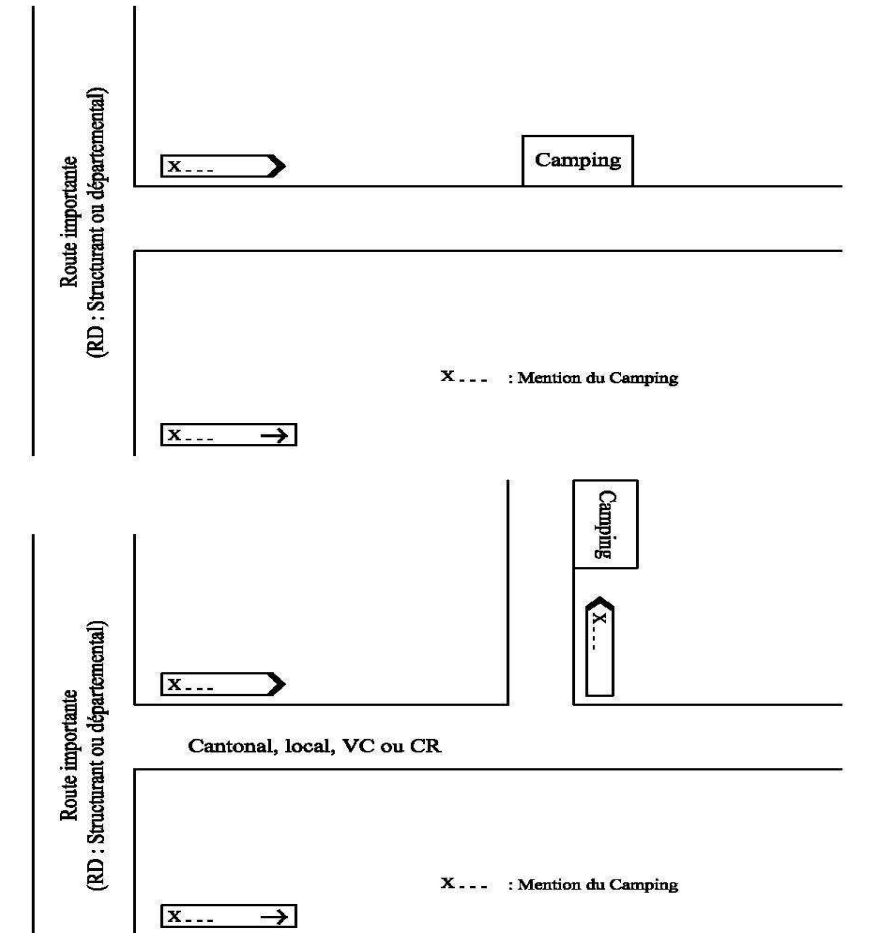 Route importante
(RD : Structurant ou départemental)
X - - -
Camping
X - - - : Mention du Camping
X - - - →
Route importante
(RD : Structurant ou départemental)
Camping
X - - -
X - - -
Cantonal, local, VC ou CR
X - - - : Mention du Camping
X - - - →